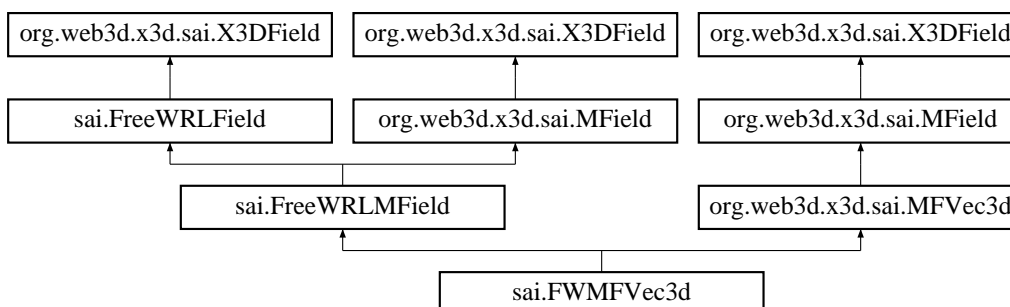 org.web3d.x3d.sai.X3DField
org.web3d.x3d.sai.X3DField
org.web3d.x3d.sai.X3DField
sai.FreeWRLField
org.web3d.x3d.sai.MField
org.web3d.x3d.sai.MField
sai.FreeWRLMField
org.web3d.x3d.sai.MFVec3d
sai.FWMFVec3d